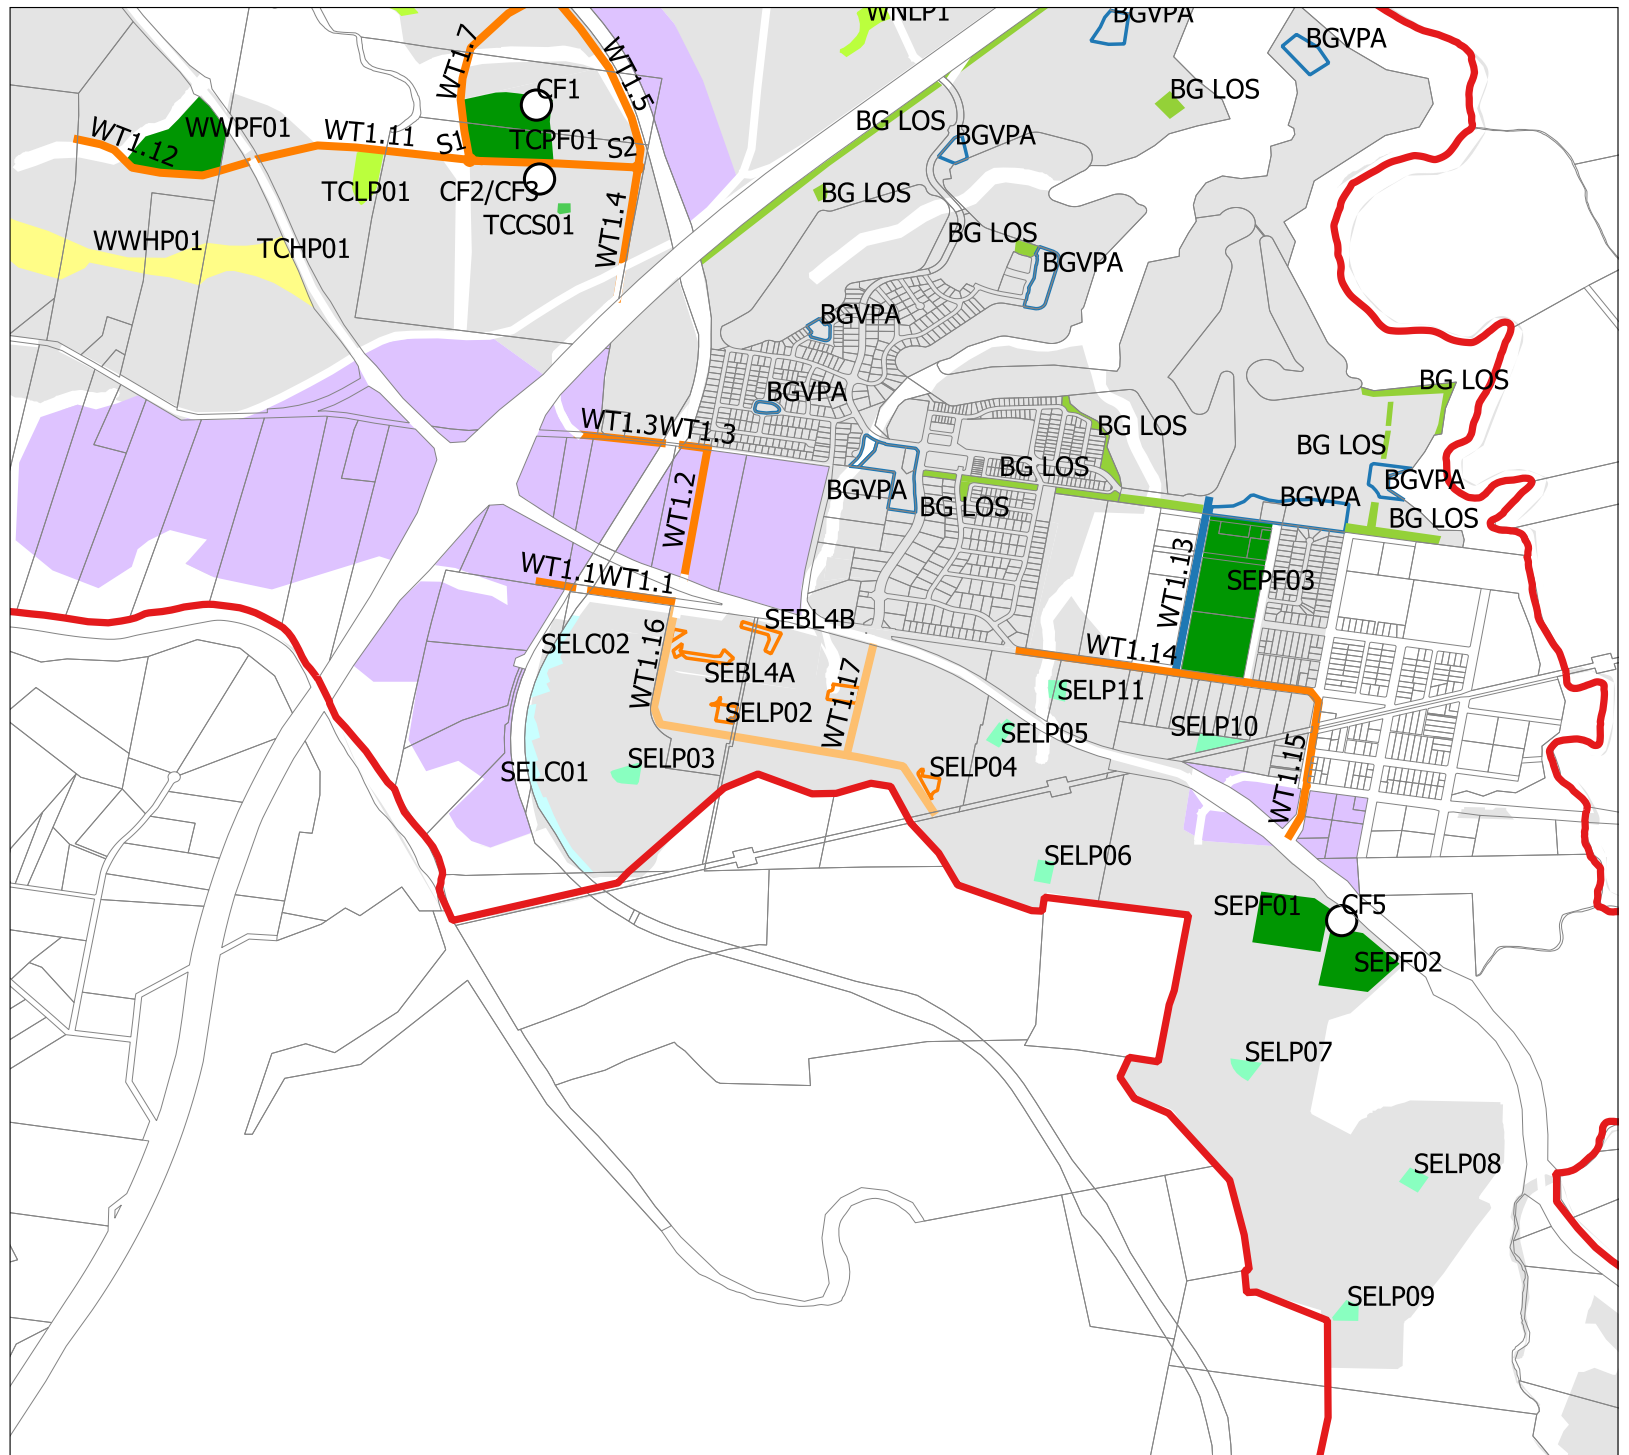 WNLP1
BGVPA
BGVPA
WT1.7
WT1.5
CF1
BG LOS
WWPF01
WT1.12
WT1.11
S1
TCPF01
S2
BG LOS
BGVPA
TCLP01
CF2/CF3
TCCS01
WT1.4
BG LOS
WWHP01
TCHP01
BG LOS
BGVPA
BGVPA
BGVPA
BG LOS
WT1.3
WT1.3
BG LOS
BG LOS
BG LOS
BGVPA
BGVPA
BGVPA
BG LOS
BG LOS
WT1.2
WT1.1
WT1.1
WT1.13
SEPF03
SELC02
WT1.16
SEBL4B
SEBL4A
WT1.14
SELP11
SELP02
WT1.17
SELP05
SELP10
SELC01
SELP03
SELP04
WT1.15
SELP06
SEPF01
CF5
SEPF02
SELP07
SELP08
SELP09